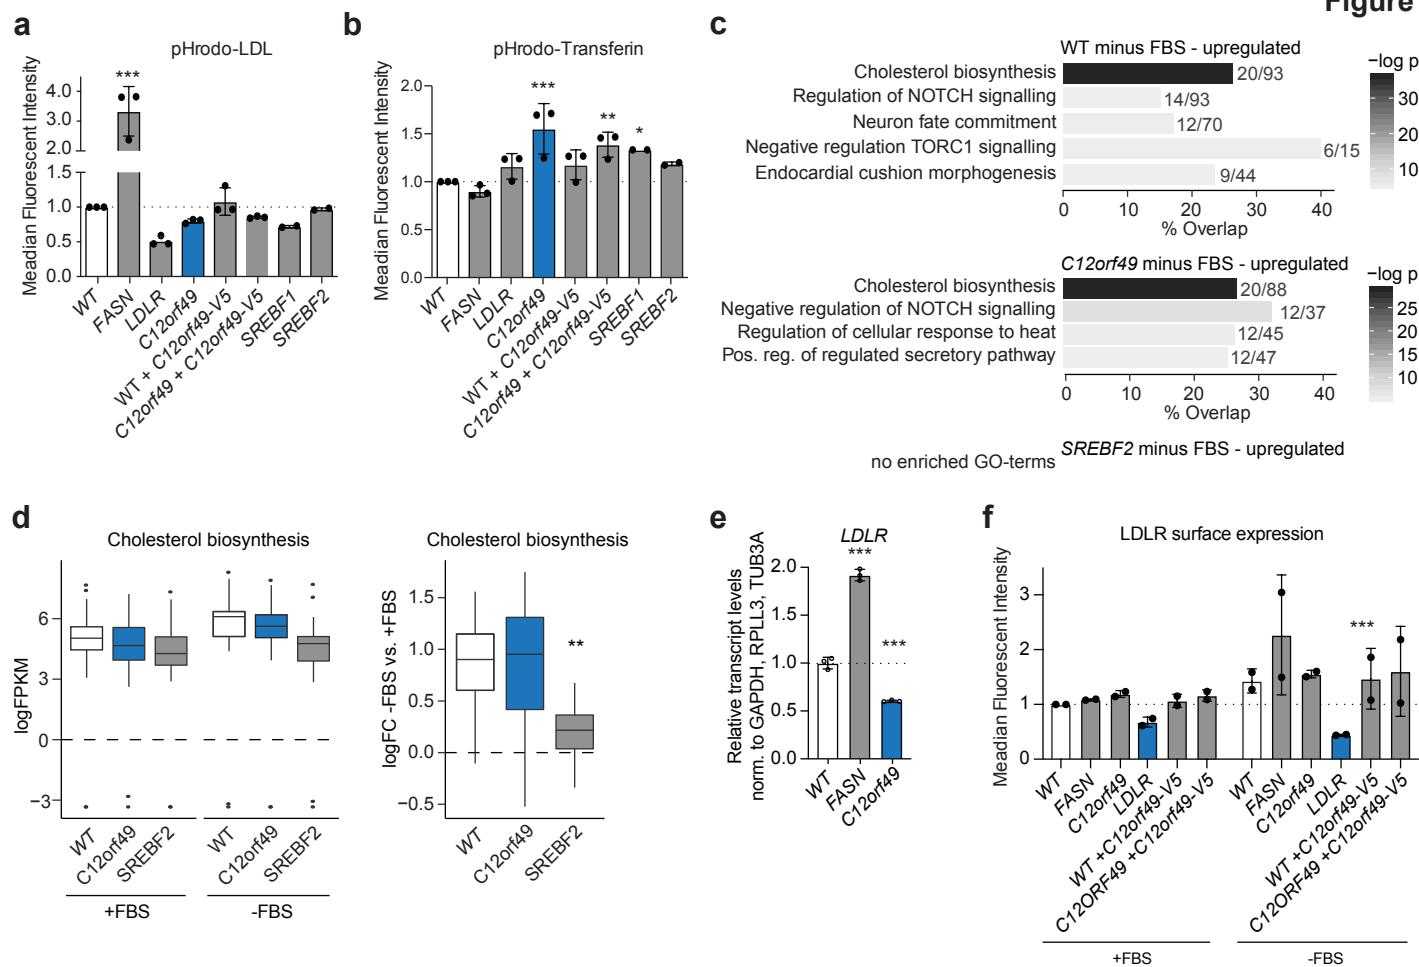 Figure
a
pHrodo-LDL
Meadian Fluorescent Intensity
4.0
3.0
2.0
1.5
1.0
0.5
0.0
***
WT
FASN
LDLR
C12orf49
WT + C12orf49-V5
C12orf49 + C12orf49-V5
SREBF1
SREBF2
b
pHrodo-Transferin
Meadian Fluorescent Intensity
2.0
1.5
1.0
0.5
0.0
***
**
*
WT
FASN
LDLR
C12orf49
WT + C12orf49-V5
C12orf49 + C12orf49-V5
SREBF1
SREBF2
c
WT minus FBS - upregulated
Cholesterol biosynthesis 20/93
Regulation of NOTCH signalling 14/93
Neuron fate commitment 12/70
Negative regulation TORC1 signalling 6/15
Endocardial cushion morphogenesis 9/44
0 10 20 30 40
% Overlap
−log p
30
20
10
C12orf49 minus FBS - upregulated
Cholesterol biosynthesis 20/88
Negative regulation of NOTCH signalling 12/37
Regulation of cellular response to heat 12/45
Pos. reg. of regulated secretory pathway 12/47
0 10 20 30 40
% Overlap
−log p
25
20
15
10
SREBF2 minus FBS - upregulated
no enriched GO-terms
d
Cholesterol biosynthesis
logFPKM
6
3
0
−3
WT
C12orf49
SREBF2
WT
C12orf49
SREBF2
+FBS
-FBS
Cholesterol biosynthesis
logFC -FBS vs. +FBS
1.5
1.0
0.5
0.0
−0.5
**
WT
C12orf49
SREBF2
e
LDLR
Relative transcript levels
norm. to GAPDH, RPLL3, TUB3A
2.0
1.5
1.0
0.5
0.0
***
***
WT
FASN
C12orf49
f
LDLR surface expression
Meadian Fluorescent Intensity
3
2
1
0
***
WT
FASN
C12orf49
LDLR
WT +C12orf49-V5
C12ORF49 +C12orf49-V5
WT
FASN
C12orf49
LDLR
WT +C12orf49-V5
C12ORF49 +C12orf49-V5
+FBS
-FBS